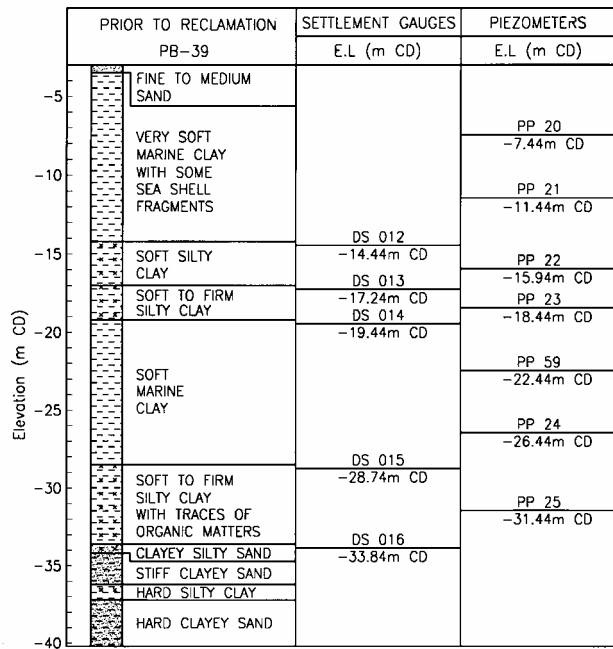 PRIOR TO RECLAMATION
PB-39
SETTLEMENT GAUGES
E.L (m CD)
PIEZOMETERS
E.L (m CD)
Elevation (m CD)
-5
-10
-15
-20
-25
-30
-35
-40
FINE TO MEDIUM
SAND
VERY SOFT
MARINE CLAY
WITH SOME
SEA SHELL
FRAGMENTS
SOFT SILTY
CLAY
SOFT TO FIRM
SILTY CLAY
SOFT
MARINE
CLAY
SOFT TO FIRM
SILTY CLAY
WITH TRACES OF
ORGANIC MATTERS
CLAYEY SILTY SAND
STIFF CLAYEY SAND
HARD SILTY CLAY
HARD CLAYEY SAND
DS 012
-14.44m CD
DS 013
-17.24m CD
DS 014
-19.44m CD
DS 015
-28.74m CD
DS 016
-33.84m CD
PP 20
-7.44m CD
PP 21
-11.44m CD
PP 22
-15.94m CD
PP 23
-18.44m CD
PP 59
-22.44m CD
PP 24
-26.44m CD
PP 25
-31.44m CD